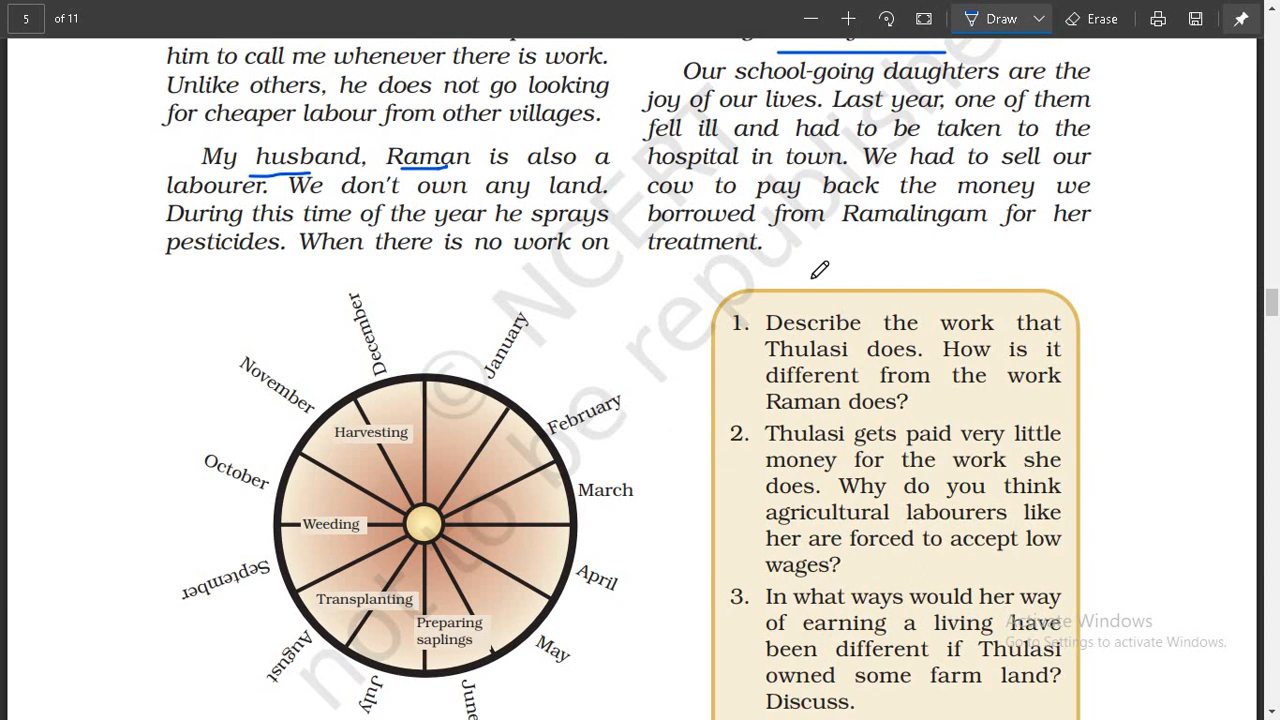 5 of 11
Draw
Erase
him to call me whenever there is work.
Unlike others, he does not go looking
for cheaper labour from other villages.
My husband, Raman is also a
labourer. We don't own any land.
During this time of the year he sprays
pesticides. When there is no work on
Our school-going daughters are the
joy of our lives. Last year, one of them
fell ill and had to be taken to the
hospital in town. We had to sell our
cow to pay back the money we
borrowed from Ramalingam for her
treatment.
December
January
November
February
Harvesting
October
March
Weeding
September
April
Transplanting
Preparing
saplings
August
May
July
June
1. Describe the work that
Thulasi does. How is it
different from the work
Raman does?
2. Thulasi gets paid very little
money for the work she
does. Why do you think
agricultural labourers like
her are forced to accept low
wages?
3. In what ways would her way
of earning a living have
been different if Thulasi
owned some farm land?
Discuss.
© NCERT
not to be republished
Activate Windows
Go to Settings to activate Windows.